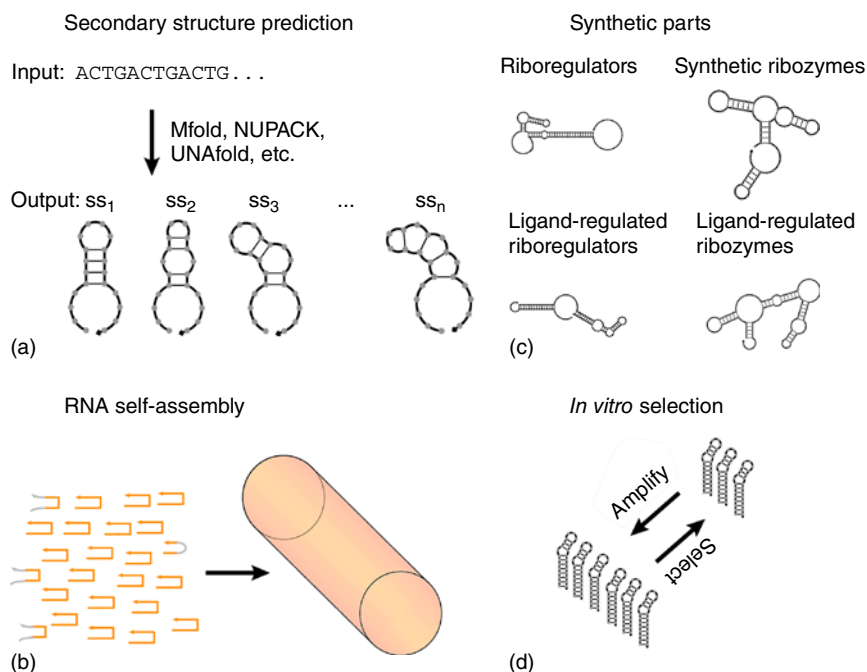 Secondary structure prediction
Input: ACTGACTGACTG...
Mfold, NUPACK,
UNAfold, etc.
Output: ss1 ss2 ss3 ... ssn
(a)
Synthetic parts
Riboregulators
Synthetic ribozymes
Ligand-regulated
riboregulators
Ligand-regulated
ribozymes
(c)
RNA self-assembly
(b)
In vitro selection
Amplify
Select
(d)